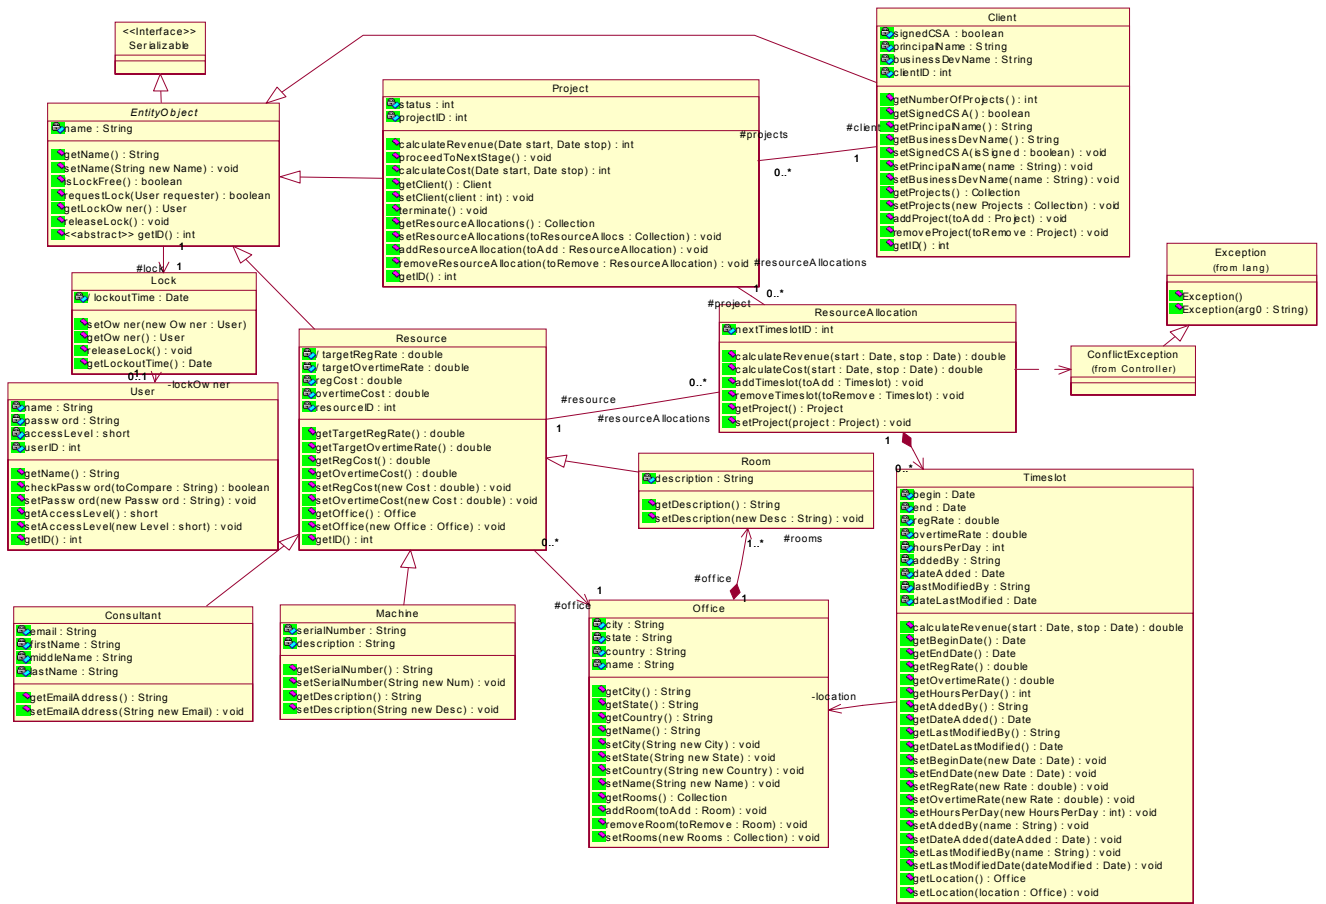 <<Interface>>
Serializable
EntityObject
name : String
getName() : String
setName(String new Name) : void
isLockFree() : boolean
requestLock(User requester) : boolean
getLockOw ner() : User
releaseLock() : void
<<abstract>> getID() : int
1
#lock
1
Lock
/ lockoutTime : Date
setOw ner(new Ow ner : User)
getOw ner() : User
releaseLock() : void
getLockoutTime() : Date
1
0..1
-lockOw ner
User
name : String
passw ord : String
accessLevel : short
userID : int
getName() : String
checkPassw ord(toCompare : String) : boolean
setPassw ord(new Passw ord : String) : void
getAccessLevel() : short
setAccessLevel(new Level : short) : void
getID() : int
Project
status : int
projectID : int
calculateRevenue(Date start, Date stop) : int
proceedToNextStage() : void
calculateCost(Date start, Date stop) : int
getClient() : Client
setClient(client : int) : void
terminate() : void
getResourceAllocations() : Collection
setResourceAllocations(toResourceAllocs : Collection) : void
addResourceAllocation(toAdd : ResourceAllocation) : void
removeResourceAllocation(toRemove : ResourceAllocation) : void
getID() : int
#projects
0..*
#client
1
Client
signedCSA : boolean
principalName : String
businessDevName : String
clientID : int
getNumberOfProjects() : int
getSignedCSA() : boolean
getPrincipalName() : String
getBusinessDevName() : String
setSignedCSA(isSigned : boolean) : void
setPrincipalName(name : String) : void
setBusinessDevName(name : String) : void
getProjects() : Collection
setProjects(new Projects : Collection) : void
addProject(toAdd : Project) : void
removeProject(toRemove : Project) : void
getID() : int
#resourceAllocations
1
0..*
#project
ResourceAllocation
nextTimeslotID : int
calculateRevenue(start : Date, stop : Date) : double
calculateCost(start : Date, stop : Date) : double
addTimeslot(toAdd : Timeslot) : void
removeTimeslot(toRemove : Timeslot) : void
getProject() : Project
setProject(project : Project) : void
Exception
(from lang)
Exception()
Exception(arg0 : String)
ConflictException
(from Controller)
Resource
/ targetRegRate : double
/ targetOvertimeRate : double
regCost : double
overtimeCost : double
resourceID : int
getTargetRegRate() : double
getTargetOvertimeRate() : double
getRegCost() : double
getOvertimeCost() : double
setRegCost(new Cost : double) : void
setOvertimeCost(new Cost : double) : void
getOffice() : Office
setOffice(new Office : Office) : void
getID() : int
0..*
#resource
#resourceAllocations
1
1
0..*
Room
description : String
getDescription() : String
setDescription(new Desc : String) : void
0..*
1..*
#rooms
#office
1
1
#office
Consultant
email : String
firstName : String
middleName : String
lastName : String
getEmailAddress() : String
setEmailAddress(String new Email) : void
Machine
serialNumber : String
description : String
getSerialNumber() : String
setSerialNumber(String new Num) : void
getDescription() : String
setDescription(String new Desc) : void
Office
city : String
state : String
country : String
name : String
getCity() : String
getState() : String
getCountry() : String
getName() : String
setCity(String new City) : void
setState(String new State) : void
setCountry(String new Country) : void
setName(String new Name) : void
getRooms() : Collection
addRoom(toAdd : Room) : void
removeRoom(toRemove : Room) : void
setRooms(new Rooms : Collection) : void
-location
Timeslot
begin : Date
end : Date
regRate : double
overtimeRate : double
hoursPerDay : int
addedBy : String
dateAdded : Date
lastModifiedBy : String
dateLastModified : Date
calculateRevenue(start : Date, stop : Date) : double
getBeginDate() : Date
getEndDate() : Date
getRegRate() : double
getOvertimeRate() : double
getHoursPerDay() : int
getAddedBy() : String
getDateAdded() : Date
getLastModifiedBy() : String
getDateLastModified() : Date
setBeginDate(new Date : Date) : void
setEndDate(new Date : Date) : void
setRegRate(new Rate : double) : void
setOvertimeRate(new Rate : double) : void
setHoursPerDay(new HoursPerDay : int) : void
setAddedBy(name : String) : void
setDateAdded(dateAdded : Date) : void
setLastModifiedBy(name : String) : void
setLastModifiedDate(dateModified : Date) : void
getLocation() : Office
setLocation(location : Office) : void